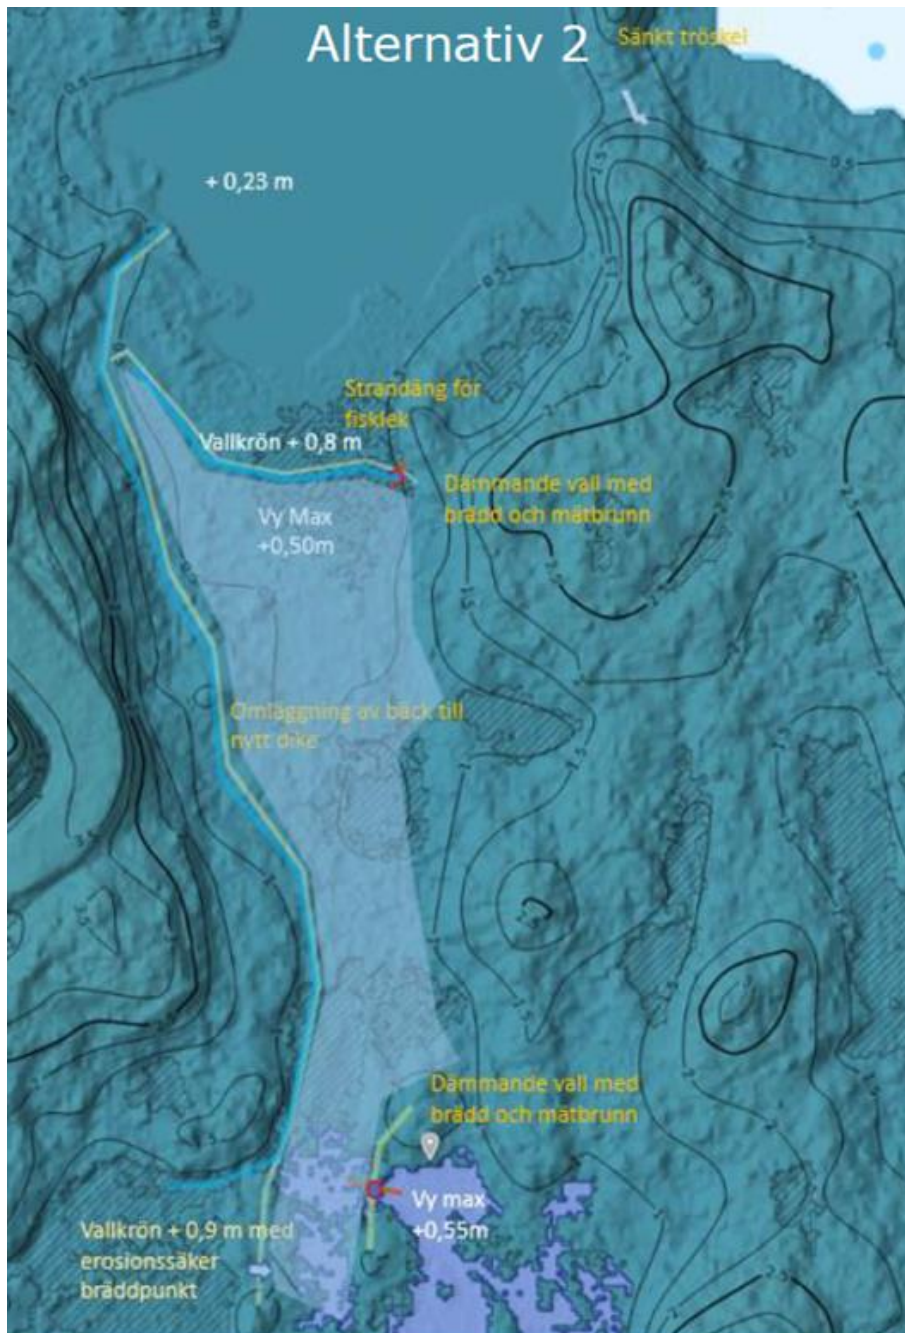 Alternativ 2
Sänkt tröskel
+ 0,23 m
Strandäng för
fisklek
Vallkrön + 0,8 m
Dämmande vall med
brädd och mätbrunn
Vy Max
+0,50m
Omläggning av bäck till
nytt dike
Dämmande vall med
brädd och mätbrunn
Vy max
+0,55m
Vallkrön + 0,9 m med
erosionssäker
bräddpunkt